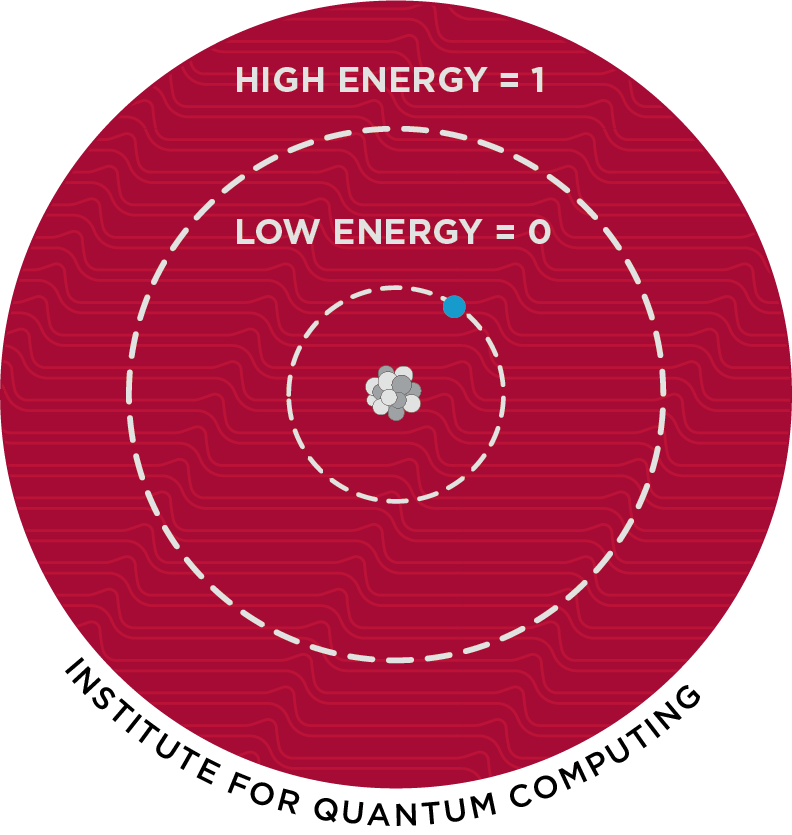 HIGH ENERGY = 1
LOW ENERGY = 0
INSTITUTE FOR QUANTUM COMPUTING